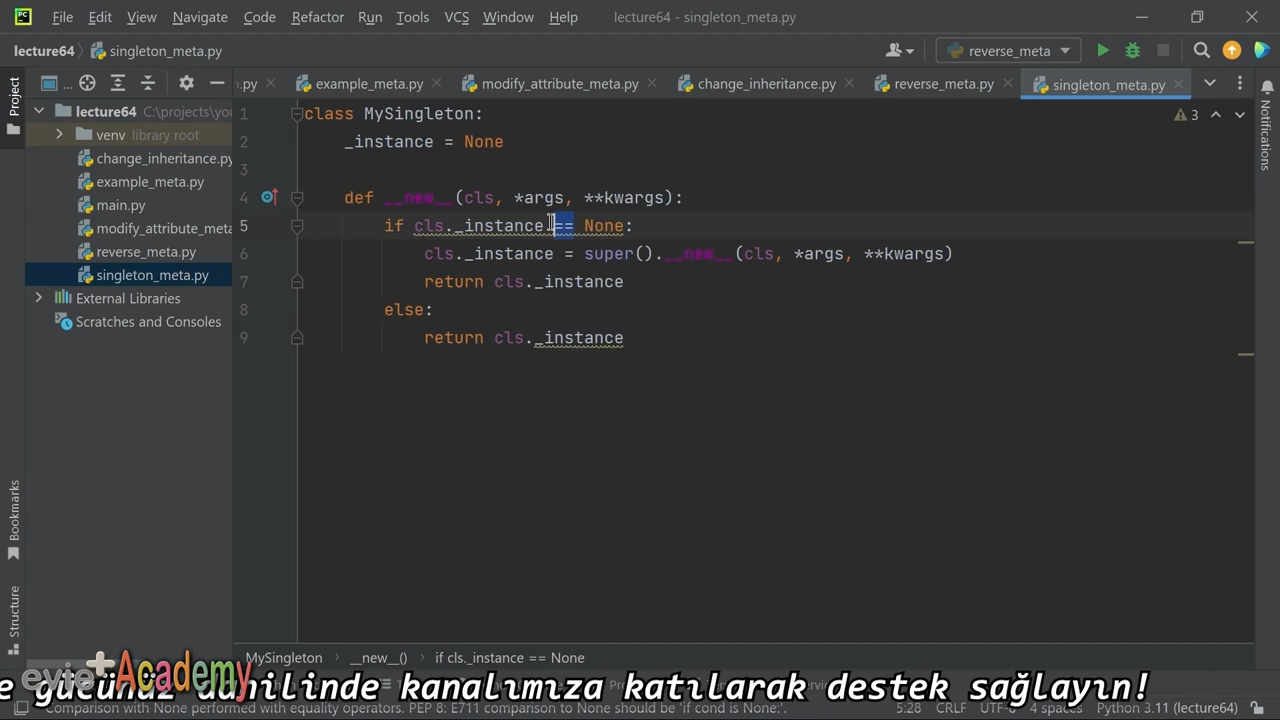 File Edit View Navigate Code Refactor Run Tools VCS Window Help lecture64 - singleton_meta.py
lecture64 singleton_meta.py reverse_meta
Project
.py example_meta.py modify_attribute_meta.py change_inheritance.py reverse_meta.py singleton_meta.py
lecture64 C:\projects\you
venv library root
change_inheritance.py
example_meta.py
main.py
modify_attribute_meta
reverse_meta.py
singleton_meta.py
External Libraries
Scratches and Consoles
1 class MySingleton:
2 _instance = None
3
4 def __new__(cls, *args, **kwargs):
5 if cls._instance == None:
6 cls._instance = super().__new__(cls, *args, **kwargs)
7 return cls._instance
8 else:
9 return cls._instance
3
Notifications
Bookmarks
Structure
MySingleton __new__() if cls._instance == None
evie+Academy
e gücünüz dahilinde kanalımıza katılarak destek sağlayın!
Comparison with None performed with equality operators. PEP 8: E711 comparison to None should be 'if cond is None:'. 5:28 CRLF UTF-8 4 spaces Python 3.11 (lecture64)